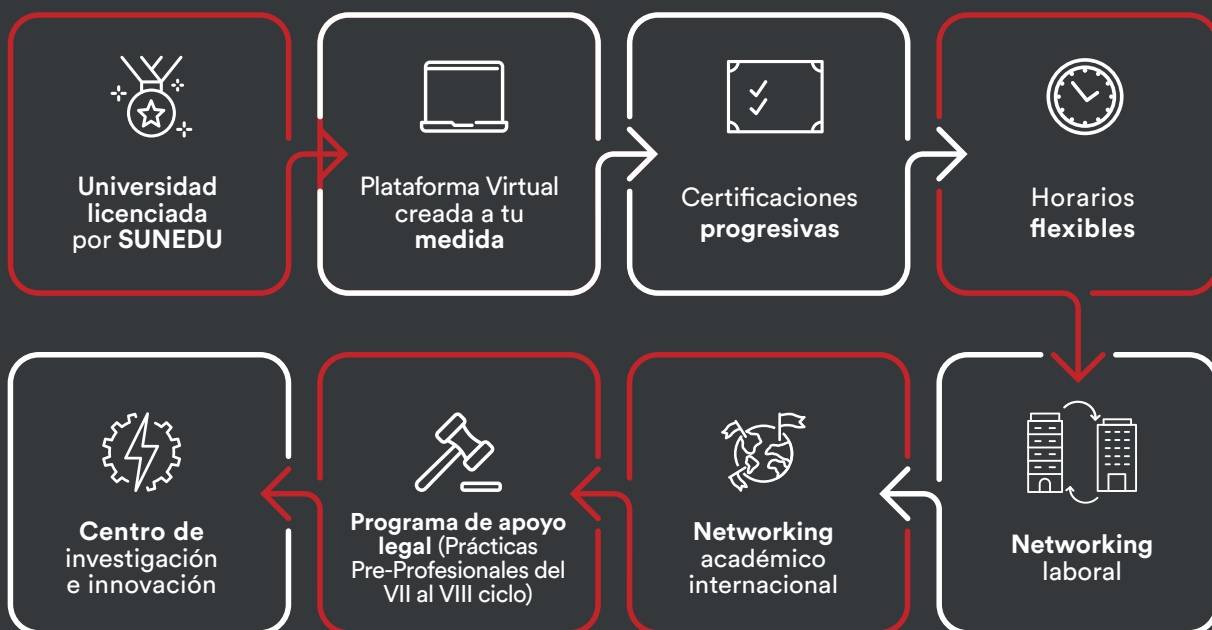 Universidad
licenciada
por SUNEDU
Plataforma Virtual
creada a tu
medida
Certificaciones
progresivas
Horarios
flexibles
Networking
laboral
Networking
académico
internacional
Programa de apoyo
legal (Prácticas
Pre-Profesionales del
VII al VIII ciclo)
Centro de
investigación
e innovación